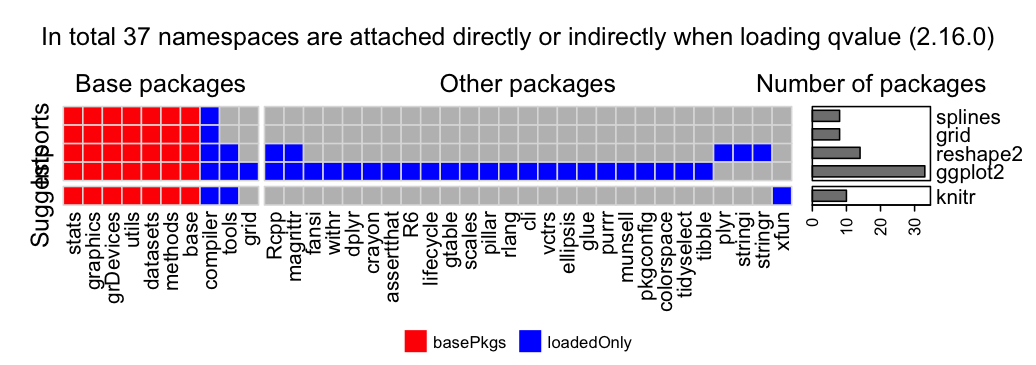 In total 37 namespaces are attached directly or indirectly when loading qvalue (2.16.0)
Base packages
Other packages
Number of packages
Imports
Suggests
splines
grid
reshape2
ggplot2
knitr
stats
graphics
grDevices
utils
datasets
methods
base
compiler
tools
grid
Rcpp
magrittr
fansi
withr
dplyr
crayon
assertthat
R6
lifecycle
gtable
scales
pillar
rlang
cli
vctrs
ellipsis
glue
purrr
munsell
pkgconfig
colorspace
tidyselect
tibble
plyr
stringi
stringr
xfun
0
10
20
30
basePkgs
loadedOnly